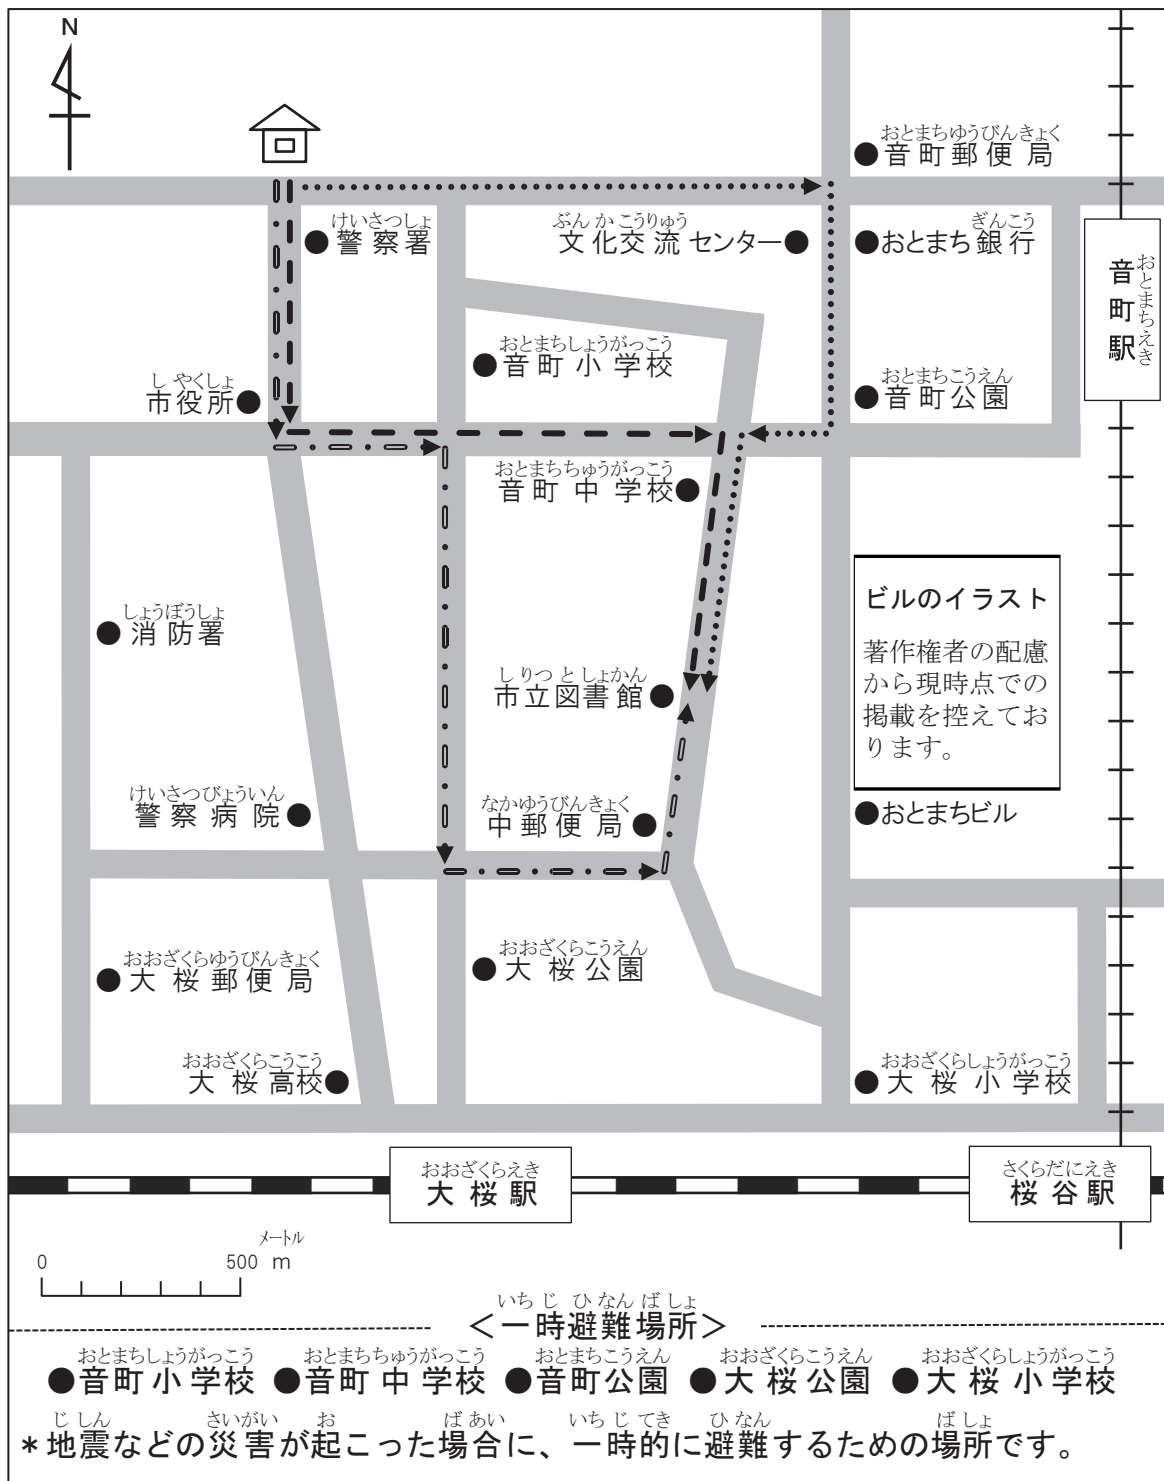 N
おとまちゆうびんきょく
●音町郵便局
けいさつしょ
●警察署
ぶんかこうりゅう
文化交流センター●
ぎんこう
●おとまち銀行
おとまちえき
音町駅
おとまちしょうがっこう
●音町小学校
しやくしょ
市役所●
おとまちこうえん
●音町公園
おとまちちゅうがっこう
音町中学校●
しょうぼうしょ
●消防署
ビルのイラスト
著作権者の配慮
から現時点での
掲載を控えてお
ります。
しりつとしょかん
市立図書館●
けいさつびょういん
警察病院●
なかゆうびんきょく
中郵便局●
●おとまちビル
おおざくらゆうびんきょく
●大桜郵便局
おおざくらこうえん
●大桜公園
おおざくらこうこう
大桜高校●
おおざくらしょうがっこう
●大桜小学校
おおざくらえき
大桜駅
さくらだにえき
桜谷駅
メートル
0 500 m
いちじひなんばしょ
＜一時避難場所＞
おとまちしょうがっこう おとまちちゅうがっこう おとまちこうえん おおざくらこうえん おおざくらしょうがっこう
●音町小学校 ●音町中学校 ●音町公園 ●大桜公園 ●大桜小学校
じしん さいがい お ばあい いちじてき ひなん ばしょ
＊地震などの災害が起こった場合に、一時的に避難するための場所です。